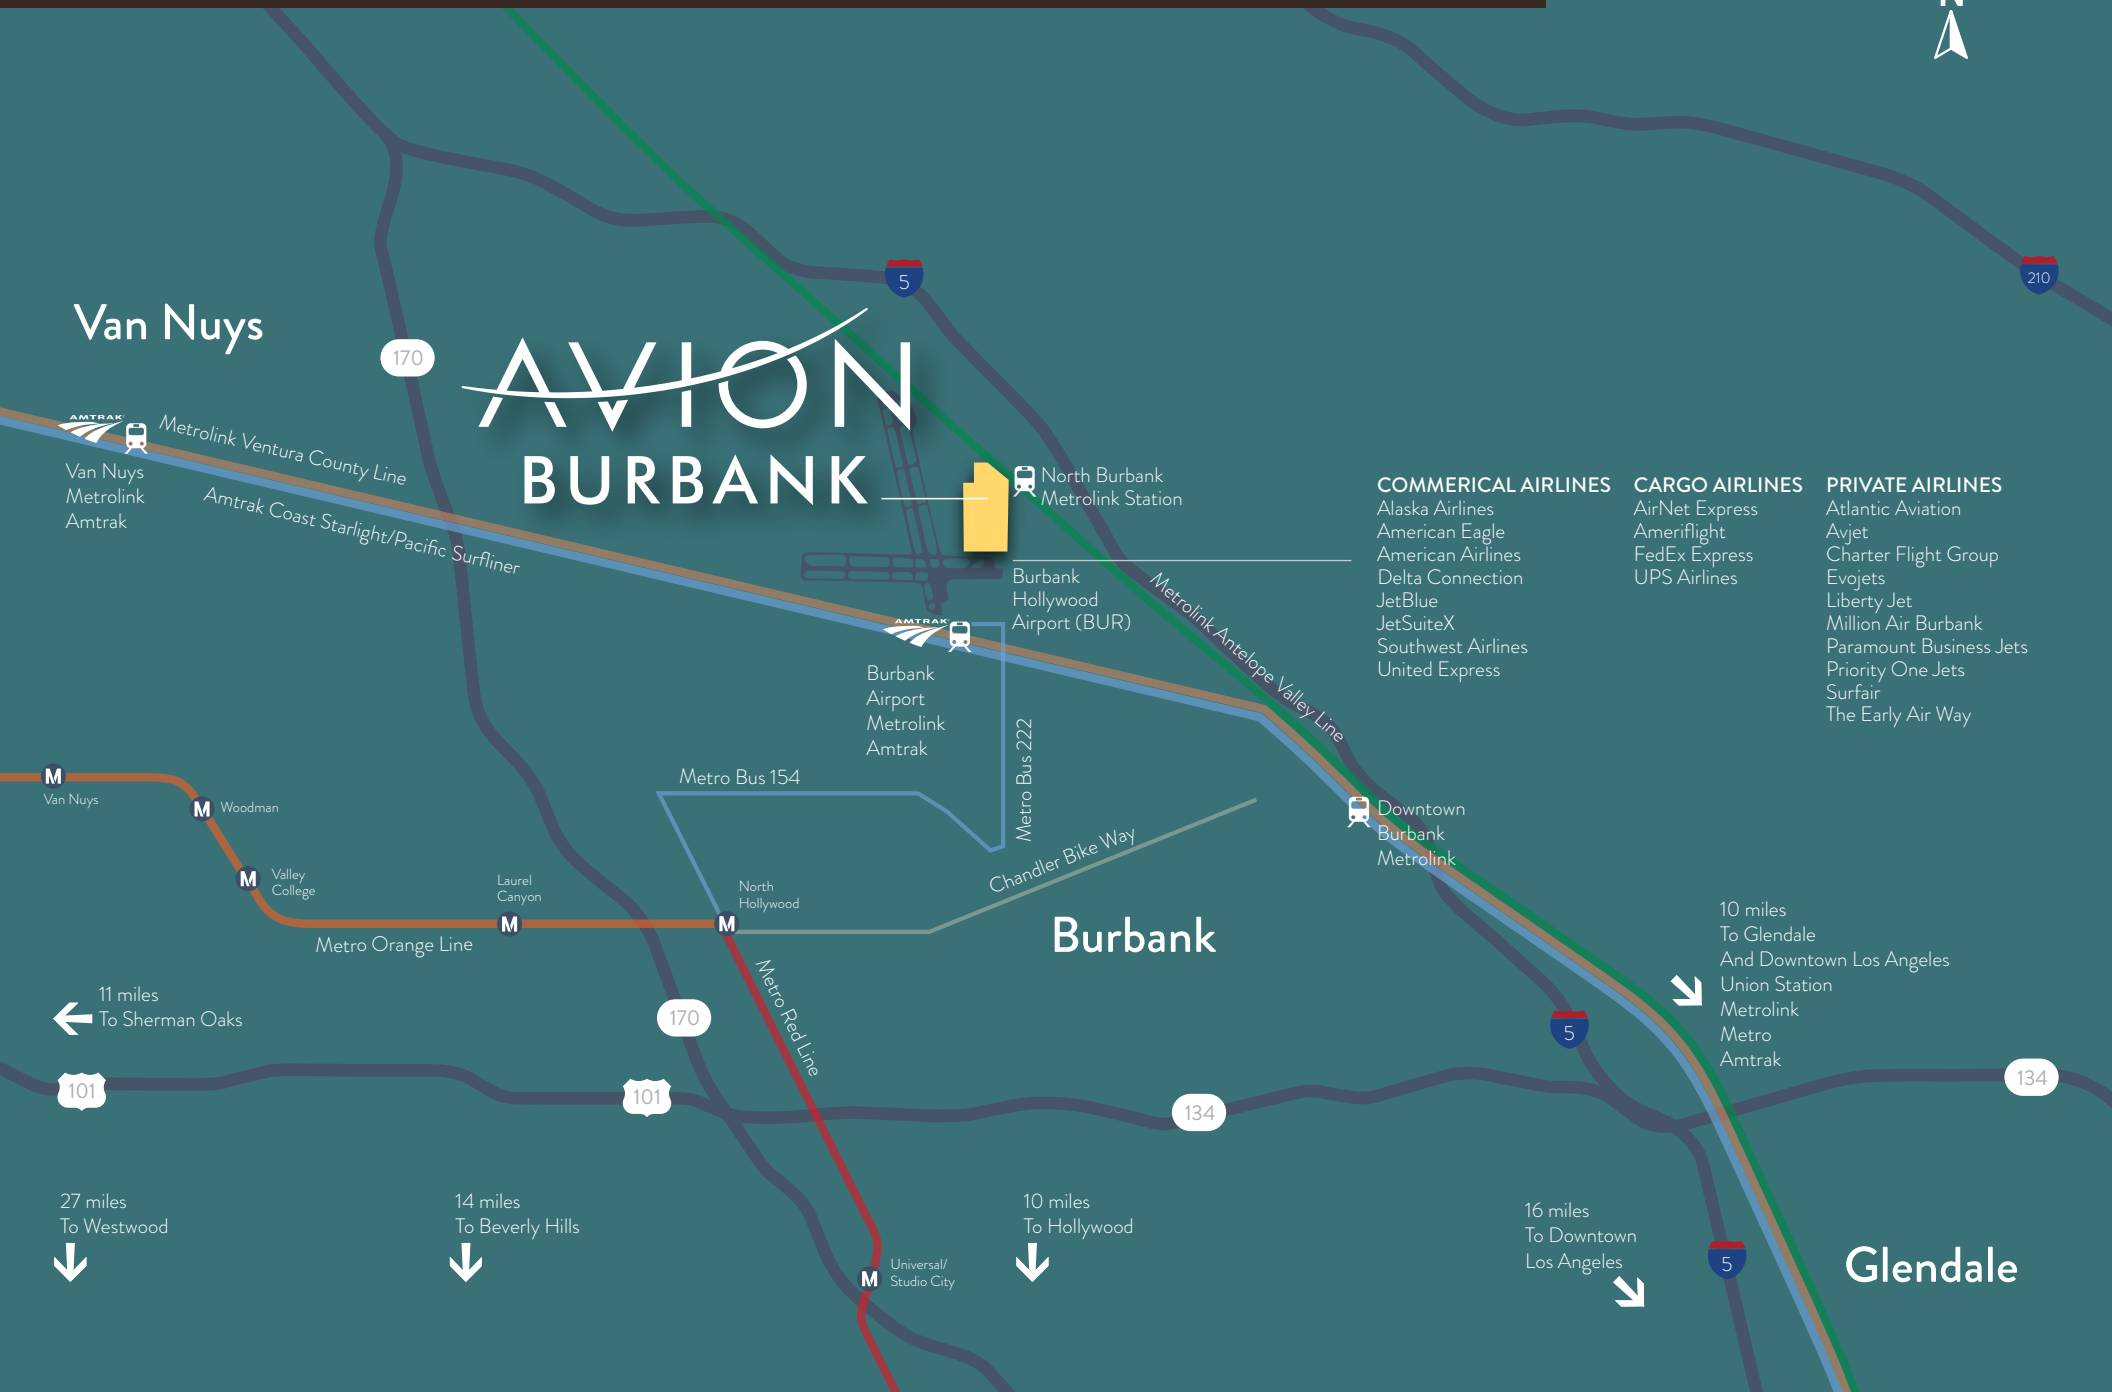 N
5
210
Van Nuys
170
AVION
BURBANK
AMTRAK
Metrolink Ventura County Line
Van Nuys
Metrolink
Amtrak
Amtrak Coast Starlight/Pacific Surfliner
North Burbank
Metrolink Station
COMMERICAL AIRLINES
Alaska Airlines
American Eagle
American Airlines
Delta Connection
JetBlue
JetSuiteX
Southwest Airlines
United Express
CARGO AIRLINES
AirNet Express
Ameriflight
FedEx Express
UPS Airlines
PRIVATE AIRLINES
Atlantic Aviation
Avjet
Charter Flight Group
Evojets
Liberty Jet
Million Air Burbank
Paramount Business Jets
Priority One Jets
Surfair
The Early Air Way
Burbank
Hollywood
Airport (BUR)
Metrolink Antelope Valley Line
AMTRAK
Burbank
Airport
Metrolink
Amtrak
Metro Bus 222
Metro Bus 154
Chandler Bike Way
Downtown
Burbank
Metrolink
M
Van Nuys
M
Woodman
M
Valley
College
Laurel
Canyon
M
North
Hollywood
M
Metro Orange Line
Metro Red Line
Burbank
10 miles
To Glendale
And Downtown Los Angeles
Union Station
Metrolink
Metro
Amtrak
11 miles
To Sherman Oaks
170
5
101
101
134
134
27 miles
To Westwood
14 miles
To Beverly Hills
10 miles
To Hollywood
16 miles
To Downtown
Los Angeles
M
Universal/
Studio City
5
Glendale